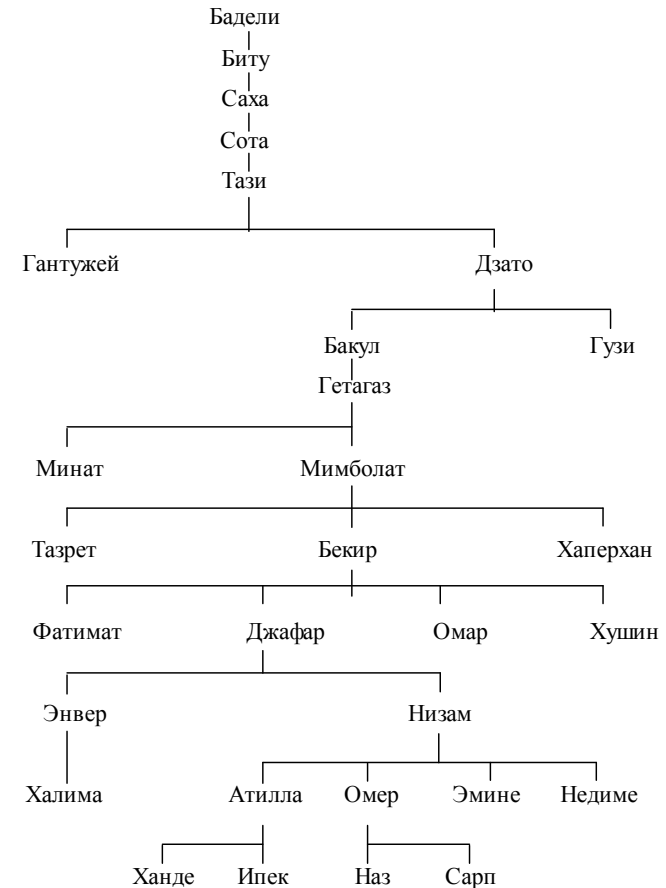 Бадели
Биту
Саха
Сота
Тази
Гантужей Дзато
Бакул Гузи
Гетагаз
Минат Мимболат
Тазрет Бекир Хаперхан
Фатимат Джафар Омар Хушин
Энвер Низам
Халима Атилла Омер Эмине Недиме
Ханде Ипек Наз Сарп